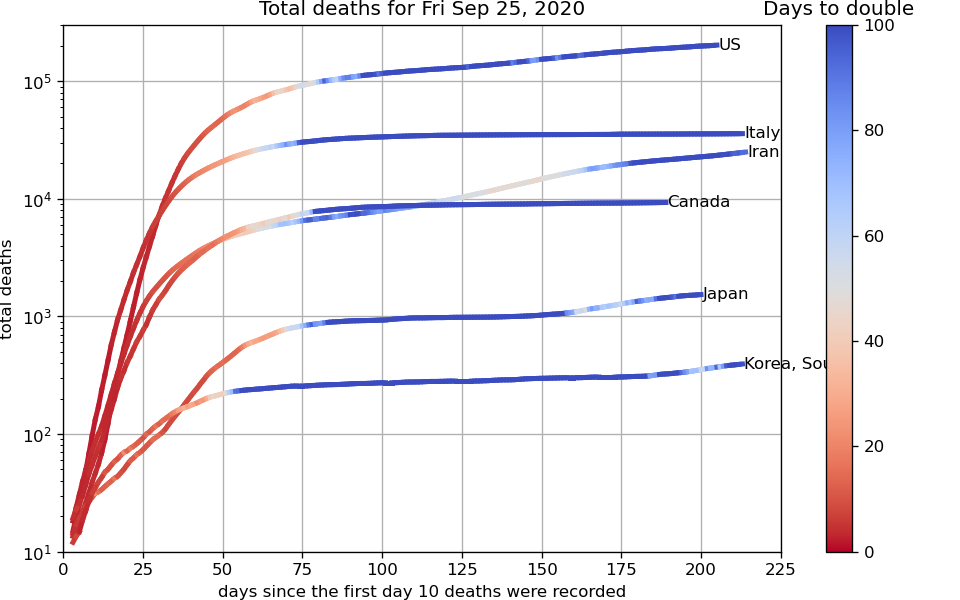 Total deaths for Fri Sep 25, 2020
Days to double
total deaths
10^5
10^4
10^3
10^2
10^1
US
Italy
Iran
Canada
Japan
Korea, Sou
100
80
60
40
20
0
0 25 50 75 100 125 150 175 200 225
days since the first day 10 deaths were recorded